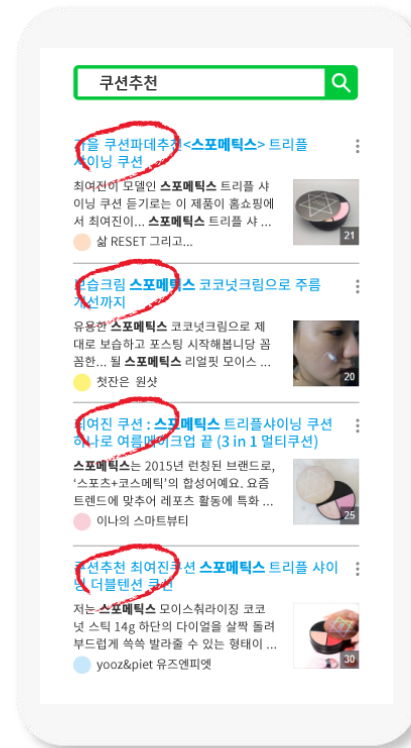 쿠션추천
가을 쿠션파데추천<스포메틱스> 트리플
샤이닝 쿠션
최여진이 모델인 스포메틱스 트리플 샤
이닝 쿠션 듣기로는 이 제품이 홈쇼핑에
서 최여진이... 스포메틱스 트리플 샤 ...
21
삶 RESET 그리고...
보습크림 스포메틱스 코코넛크림으로 주름
개선까지
유용한 스포메틱스 코코넛크림으로 제
대로 보습하고 포스팅 시작해봅니당 꼼
꼼한... 될 스포메틱스 리얼핏 모이스 ...
20
첫잔은 원샷
최여진 쿠션 : 스포메틱스 트리플샤이닝 쿠션
하나로 여름메이크업 끝 (3 in 1 멀티쿠션)
스포메틱스는 2015년 런칭된 브랜드로,
‘스포츠+코스메틱’의 합성어예요. 요즘
트렌드에 맞추어 레포츠 활동에 특화 ...
25
이나의 스마트뷰티
쿠션추천 최여진쿠션 스포메틱스 트리플 샤이
닝 더블텐션 쿠션
저는 스포메틱스 모이스춰라이징 코코
넛 스틱 14g 하단의 다이얼을 살짝 돌려
부드럽게 쓱쓱 발라줄 수 있는 형태이 ...
30
yooz&piet 유즈엔피엣